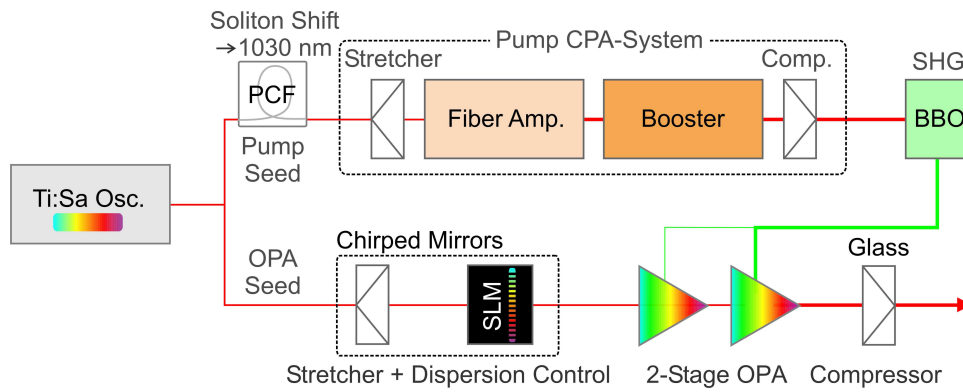 Soliton Shift
→1030 nm
PCF
Pump
Seed
Pump CPA-System
Stretcher
Fiber Amp.
Booster
Comp.
SHG
BBO
Ti:Sa Osc.
OPA
Seed
Chirped Mirrors
SLM
Stretcher + Dispersion Control
2-Stage OPA
Glass
Compressor